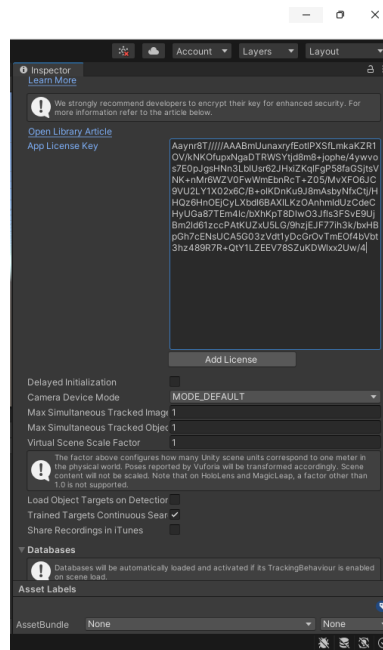 Account
Layers
Layout
Inspector
Learn More
We strongly recommend developers to encrypt their key for enhanced security. For
more information refer to the article below.
Open Library Article
App License Key
Aaynr8T/////AAABmUunaxryfEotIPXSfLmkaKZR1
OV/kNKOfupxNgaDTRWSYtjd8m8+jophe/4ywvo
s7E0pJgsHNn3LblUsr62JHxiZKqIFgP58faGSjtsV
NK+nMr6WZV0FwWmEbnRcT+Z05/MvXFO6JC
9VU2LY1X02x6C/B+olKDnKu9J8mAsbyNfxCtj/H
HQz6HnOEjCyLXbdI6BAXILKzOAnhmldUzCdeC
HyUGa87TEm4lc/bXhKpT8DIwO3Jfls3FSvE9Uj
Bm2Id61zccPAtKUZxU5LG/9hzjEJF77ih3k/bxHB
pGh7cENsUCA5G03zVdt1yDcGrOvTmEOf4bVbt
3hz489R7R+QtY1LZEEV78SZuKDWlxx2Uw/4
Add License
Delayed Initialization
Camera Device Mode
MODE_DEFAULT
Max Simultaneous Tracked Image
1
Max Simultaneous Tracked Objec
1
Virtual Scene Scale Factor
1
The factor above configures how many Unity scene units correspond to one meter in
the physical world. Poses reported by Vuforia will be transformed accordingly. Scene
content will not be scaled. Note that on HoloLens and MagicLeap, a factor other than
1.0 is not supported.
Load Object Targets on Detection
Trained Targets Continuous Sear
Share Recordings in iTunes
Databases
Databases will be automatically loaded and activated if its TrackingBehaviour is enabled
on scene load.
Asset Labels
AssetBundle
None
None